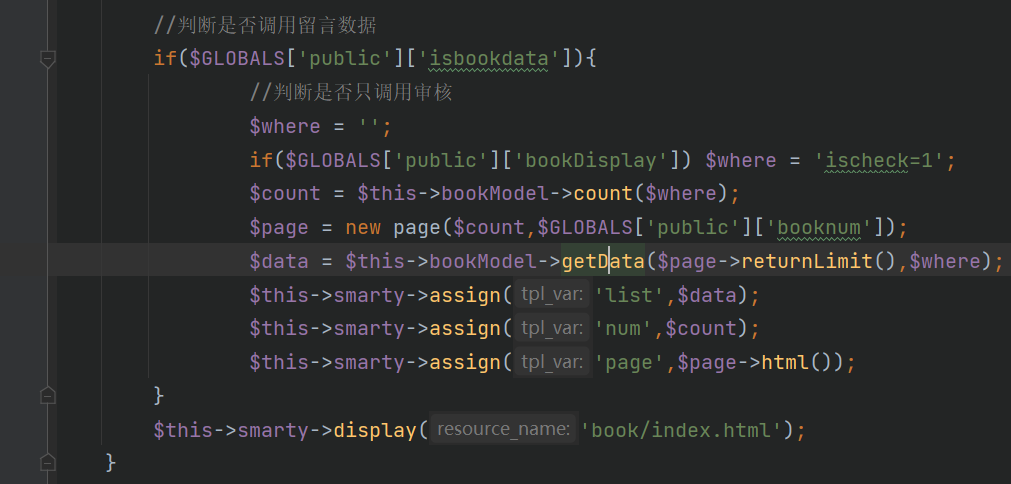 //判断是否调用留言数据
if($GLOBALS['public']['isbookdata']){
//判断是否只调用审核
$where = '';
if($GLOBALS['public']['bookDisplay']) $where = 'ischeck=1';
$count = $this->bookModel->count($where);
$page = new page($count,$GLOBALS['public']['booknum']);
$data = $this->bookModel->getData($page->returnLimit(),$where);
$this->smarty->assign( tpl_var: 'list',$data);
$this->smarty->assign( tpl_var: 'num',$count);
$this->smarty->assign( tpl_var: 'page',$page->html());
}
$this->smarty->display( resource_name: 'book/index.html');
}